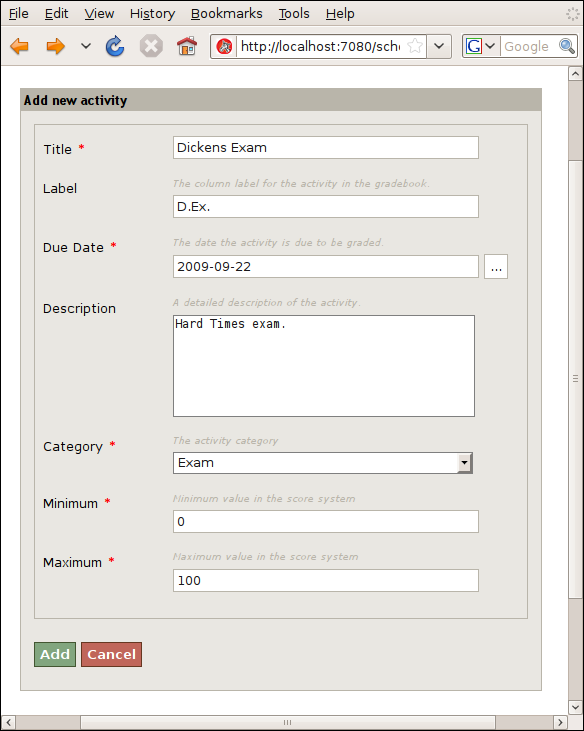 File Edit View History Bookmarks Tools Help
http://localhost:7080/scho
G Google
Add new activity
Title *
Dickens Exam
Label
The column label for the activity in the gradebook.
D.Ex.
Due Date *
The date the activity is due to be graded.
2009-09-22
...
Description
A detailed description of the activity.
Hard Times exam.
Category *
The activity category
Exam
Minimum *
Minimum value in the score system
0
Maximum *
Maximum value in the score system
100
Add Cancel